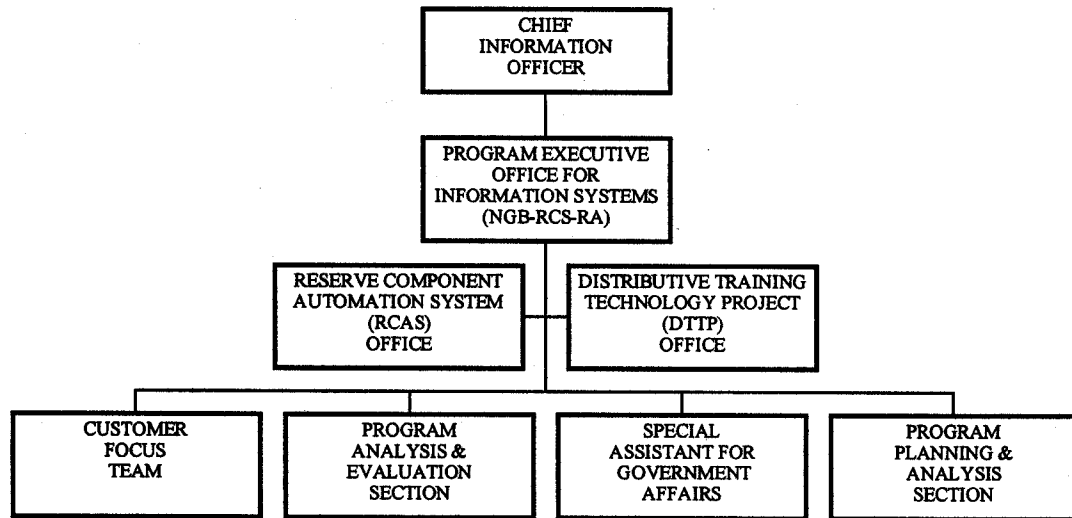 CHIEF
INFORMATION
OFFICER
PROGRAM EXECUTIVE
OFFICE FOR
INFORMATION SYSTEMS
(NGB-RCS-RA)
RESERVE COMPONENT
AUTOMATION SYSTEM
(RCAS)
OFFICE
DISTRIBUTIVE TRAINING
TECHNOLOGY PROJECT
(DTTP)
OFFICE
CUSTOMER
FOCUS
TEAM
PROGRAM
ANALYSIS &
EVALUATION
SECTION
SPECIAL
ASSISTANT FOR
GOVERNMENT
AFFAIRS
PROGRAM
PLANNING &
ANALYSIS
SECTION